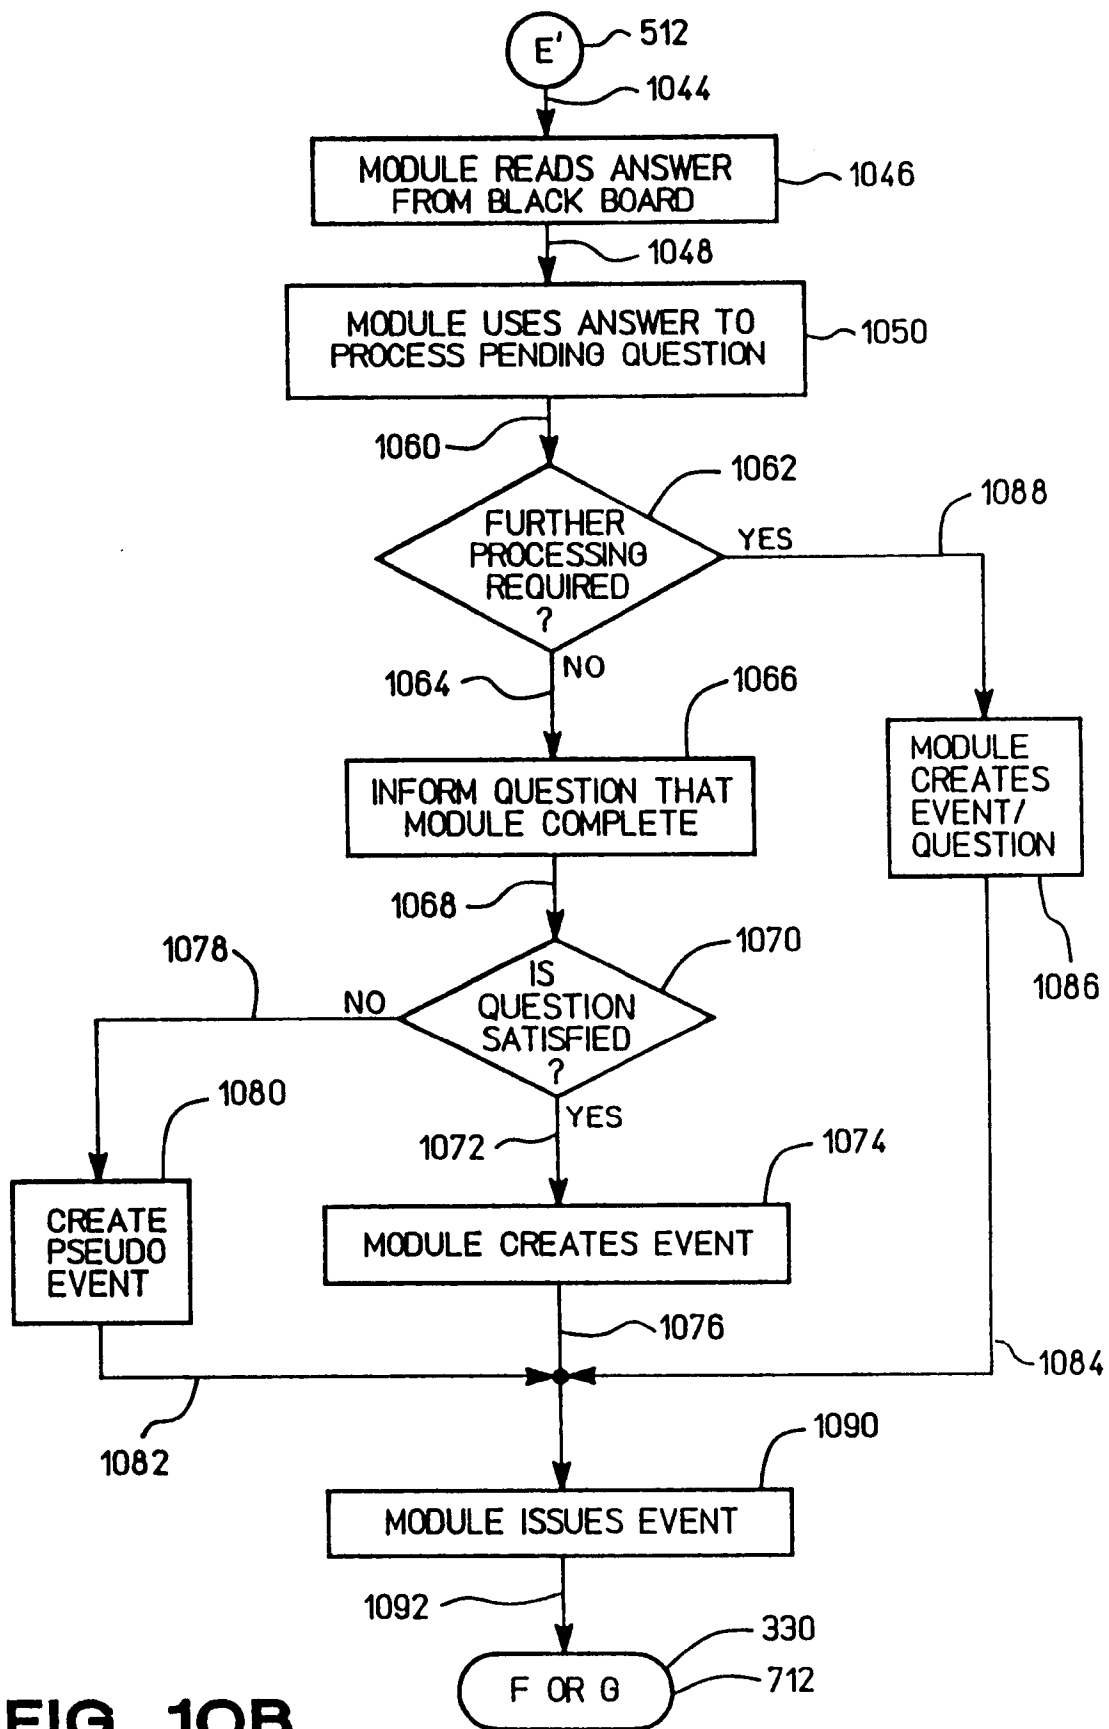 E' 512
1044
MODULE READS ANSWER
FROM BLACK BOARD
1046
1048
MODULE USES ANSWER TO
PROCESS PENDING QUESTION
1050
1060
1062
1088
FURTHER
PROCESSING
REQUIRED
?
YES
NO
1064
1066
INFORM QUESTION THAT
MODULE COMPLETE
MODULE
CREATES
EVENT/
QUESTION
1086
1068
1070
1078
IS
QUESTION
SATISFIED
?
NO
YES
1080
1072
1074
CREATE
PSEUDO
EVENT
MODULE CREATES EVENT
1076
1084
1082
1090
MODULE ISSUES EVENT
1092
330
F OR G
712
FIG. 10B